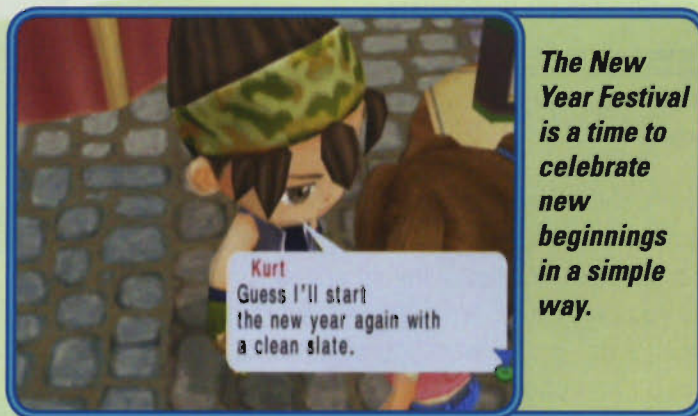 Kurt
Guess I'll start
the new year again with
a clean slate.
The New
Year Festival
is a time to
celebrate
new
beginnings
in a simple
way.